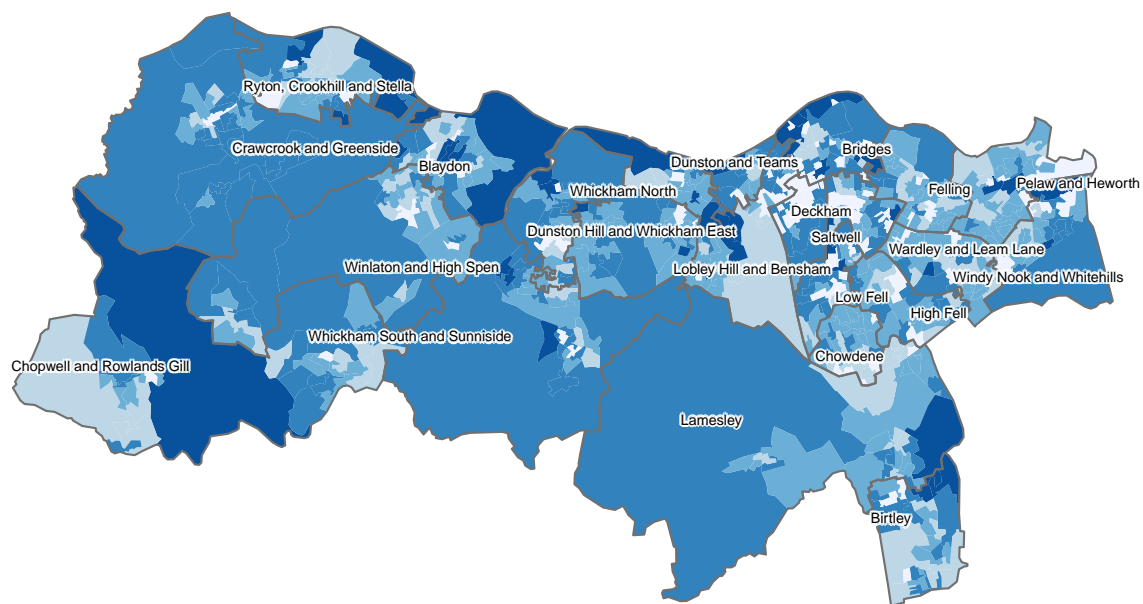 Ryton, Crookhill and Stella
Crawcrook and Greenside
Blaydon
Bridges
Dunston and Teams
Whickham North
Felling
Pelaw and Heworth
Deckham
Dunston Hill and Whickham East
Saltwell
Wardley and Leam Lane
Winlaton and High Spen
Lobley Hill and Bensham
Windy Nook and Whitehills
Low Fell
High Fell
Whickham South and Sunniside
Chowdene
Chopwell and Rowlands Gill
Lamesley
Birtley